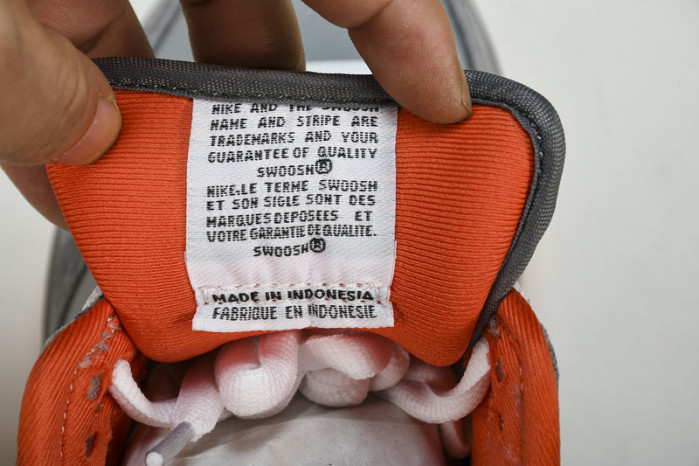 NIKE AND THE SWOOSH
NAME AND STRIPE ARE
TRADEMARKS AND YOUR
GUARANTEE OF QUALITY
SWOOSH®
NIKE.LE TERME SWOOSH
ET SON SIGLE SONT DES
MARQUES DEPOSEES ET
VOTRE GARANTIE DE QUALITE.
SWOOSH®
MADE IN INDONESIA
FABRIQUE EN INDONESIE